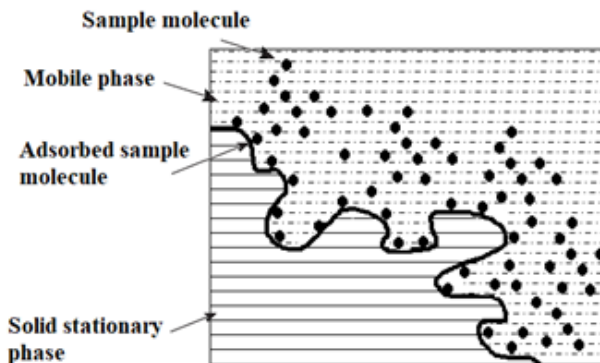 Sample molecule
Mobile phase
Adsorbed sample
molecule
Solid stationary
phase